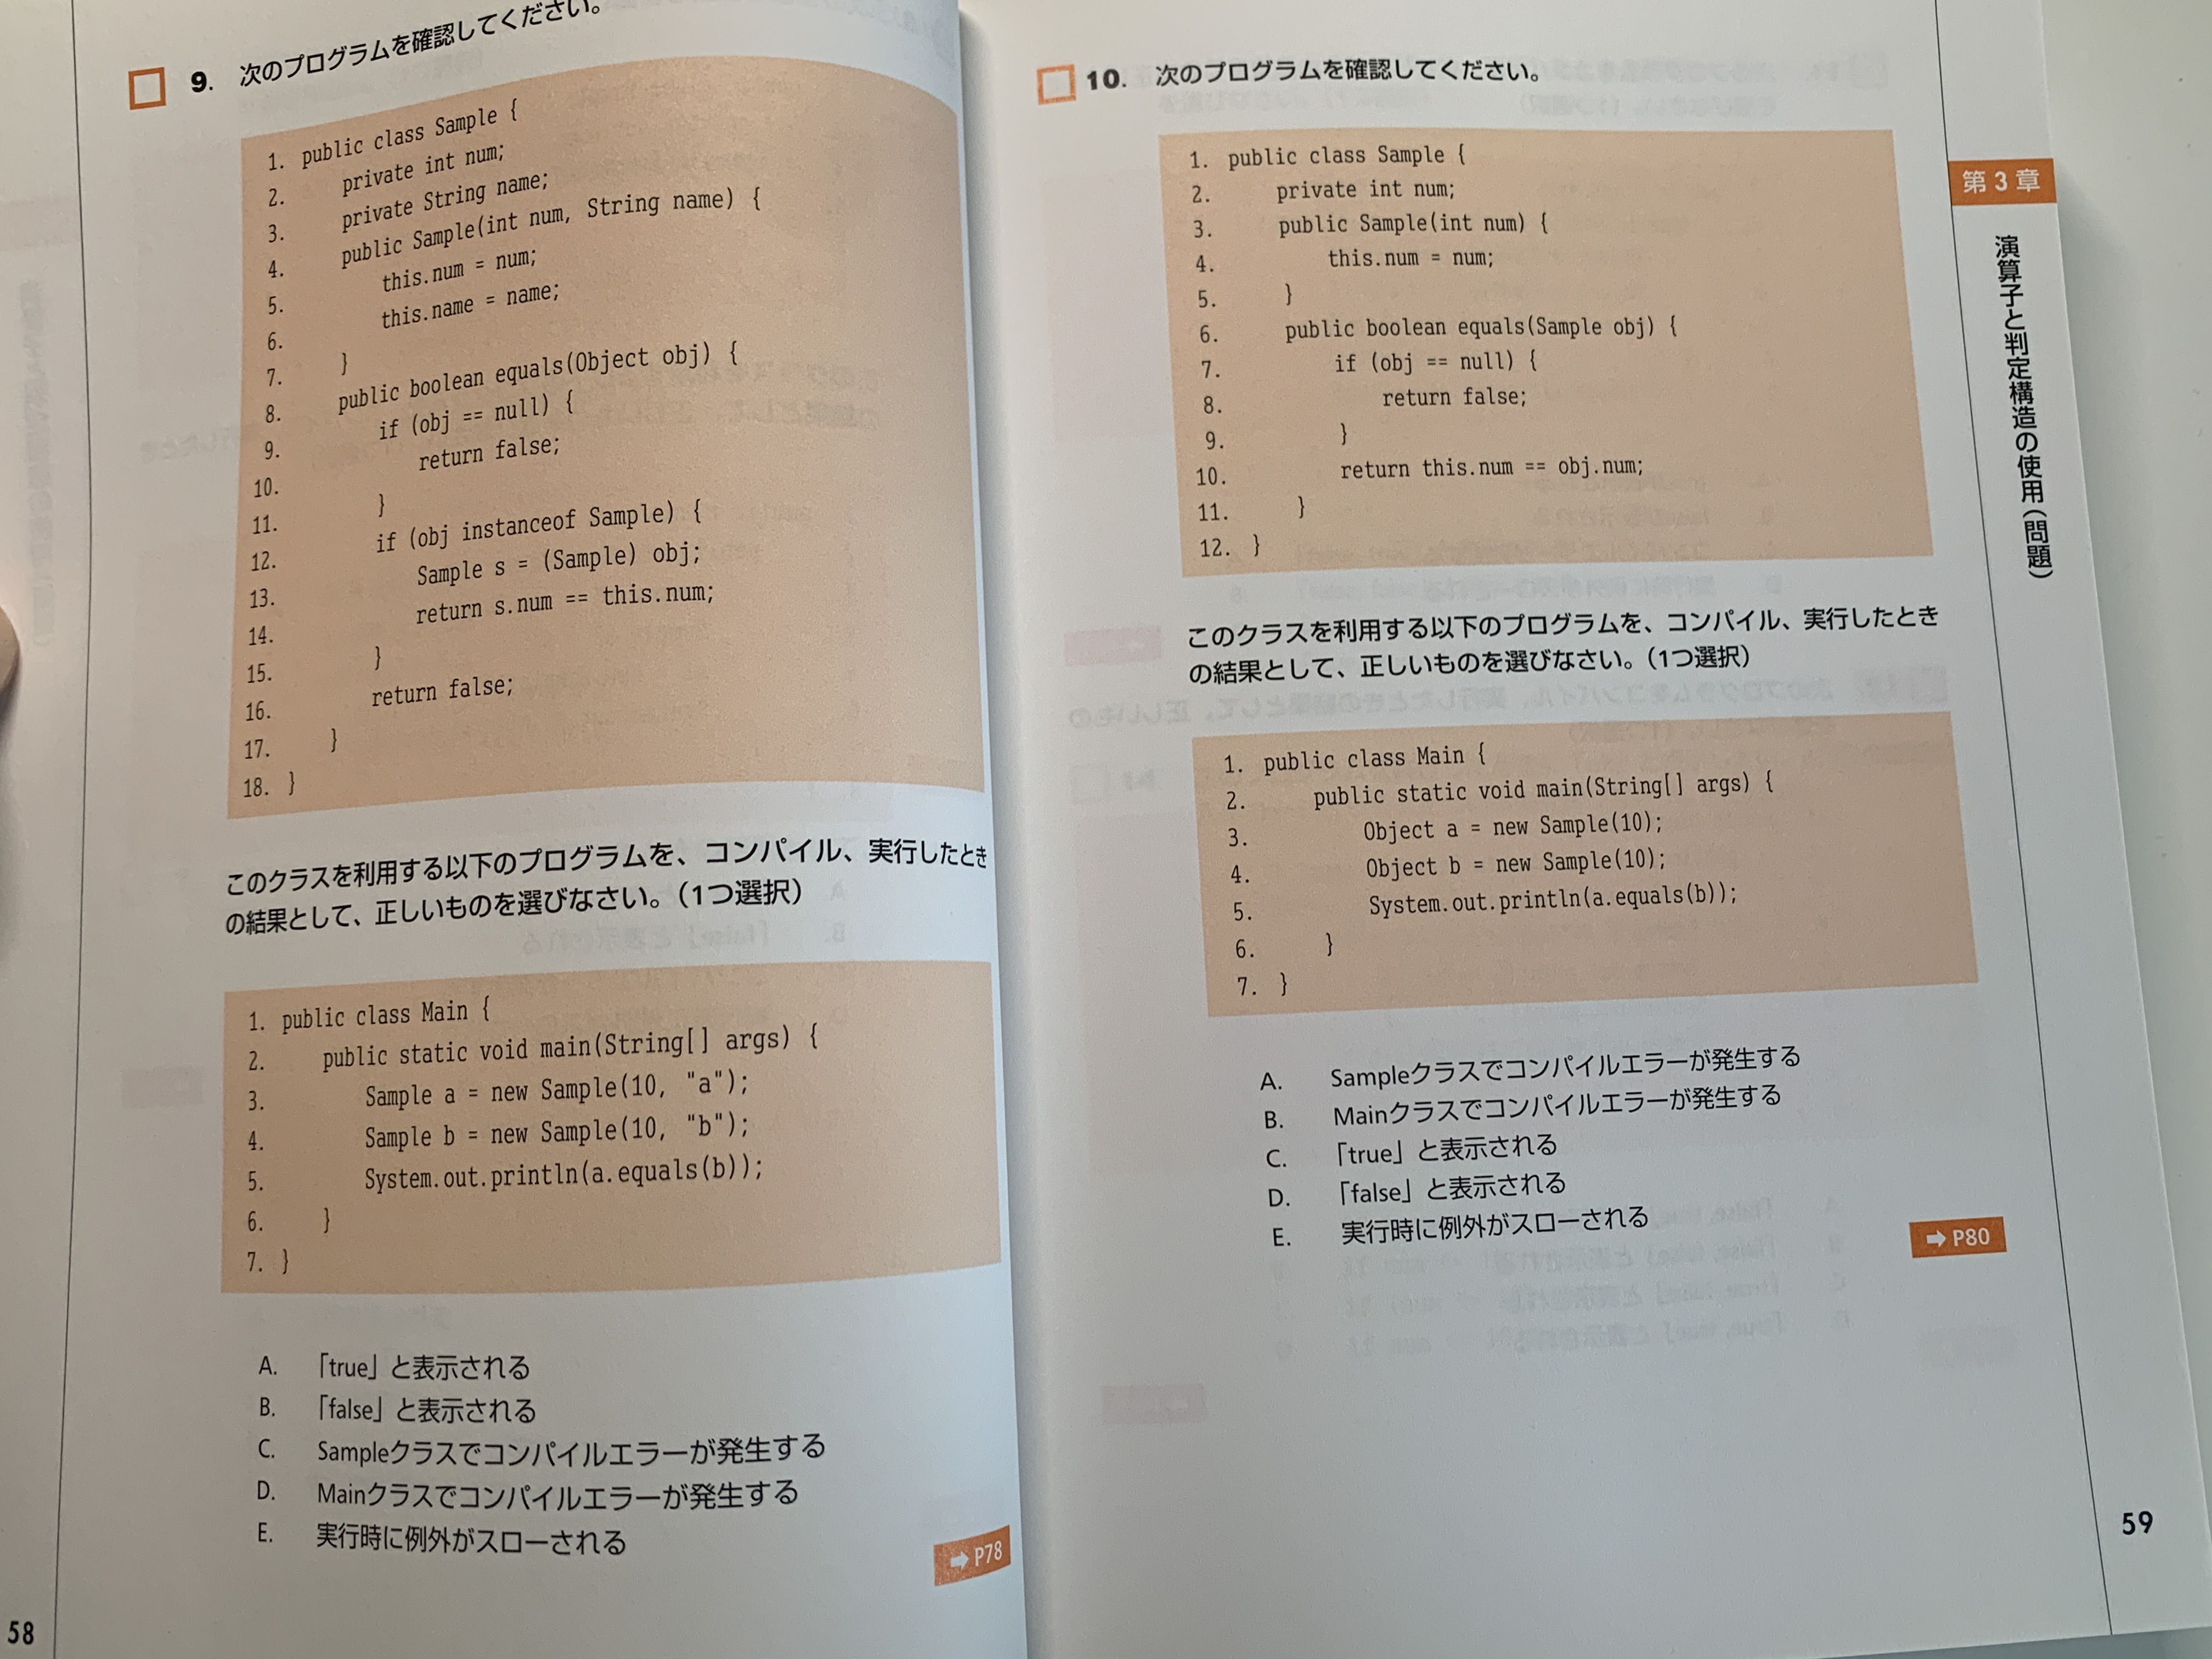 9. 次のプログラムを確認してください。
1. public class Sample {
2. private int num;
3. private String name;
4. public Sample(int num, String name) {
5. this.num = num;
6. this.name = name;
7. }
8. public boolean equals(Object obj) {
9. if (obj == null) {
10. return false;
11. }
12. if (obj instanceof Sample) {
13. Sample s = (Sample) obj;
14. return s.num == this.num;
15. }
16. return false;
17. }
18. }
このクラスを利用する以下のプログラムを、コンパイル、実行したとき
の結果として、正しいものを選びなさい。（1つ選択）
1. public class Main {
2. public static void main(String[] args) {
3. Sample a = new Sample(10, "a");
4. Sample b = new Sample(10, "b");
5. System.out.println(a.equals(b));
6. }
7. }
A. 「true」と表示される
B. 「false」と表示される
C. Sampleクラスでコンパイルエラーが発生する
D. Mainクラスでコンパイルエラーが発生する
E. 実行時に例外がスローされる
➡ P78
58
10. 次のプログラムを確認してください。
1. public class Sample {
2. private int num;
3. public Sample(int num) {
4. this.num = num;
5. }
6. public boolean equals(Sample obj) {
7. if (obj == null) {
8. return false;
9. }
10. return this.num == obj.num;
11. }
12. }
このクラスを利用する以下のプログラムを、コンパイル、実行したとき
の結果として、正しいものを選びなさい。（1つ選択）
1. public class Main {
2. public static void main(String[] args) {
3. Object a = new Sample(10);
4. Object b = new Sample(10);
5. System.out.println(a.equals(b));
6. }
7. }
A. Sampleクラスでコンパイルエラーが発生する
B. Mainクラスでコンパイルエラーが発生する
C. 「true」と表示される
D. 「false」と表示される
E. 実行時に例外がスローされる
➡ P80
第3章
演算子と判定構造の使用（問題）
59